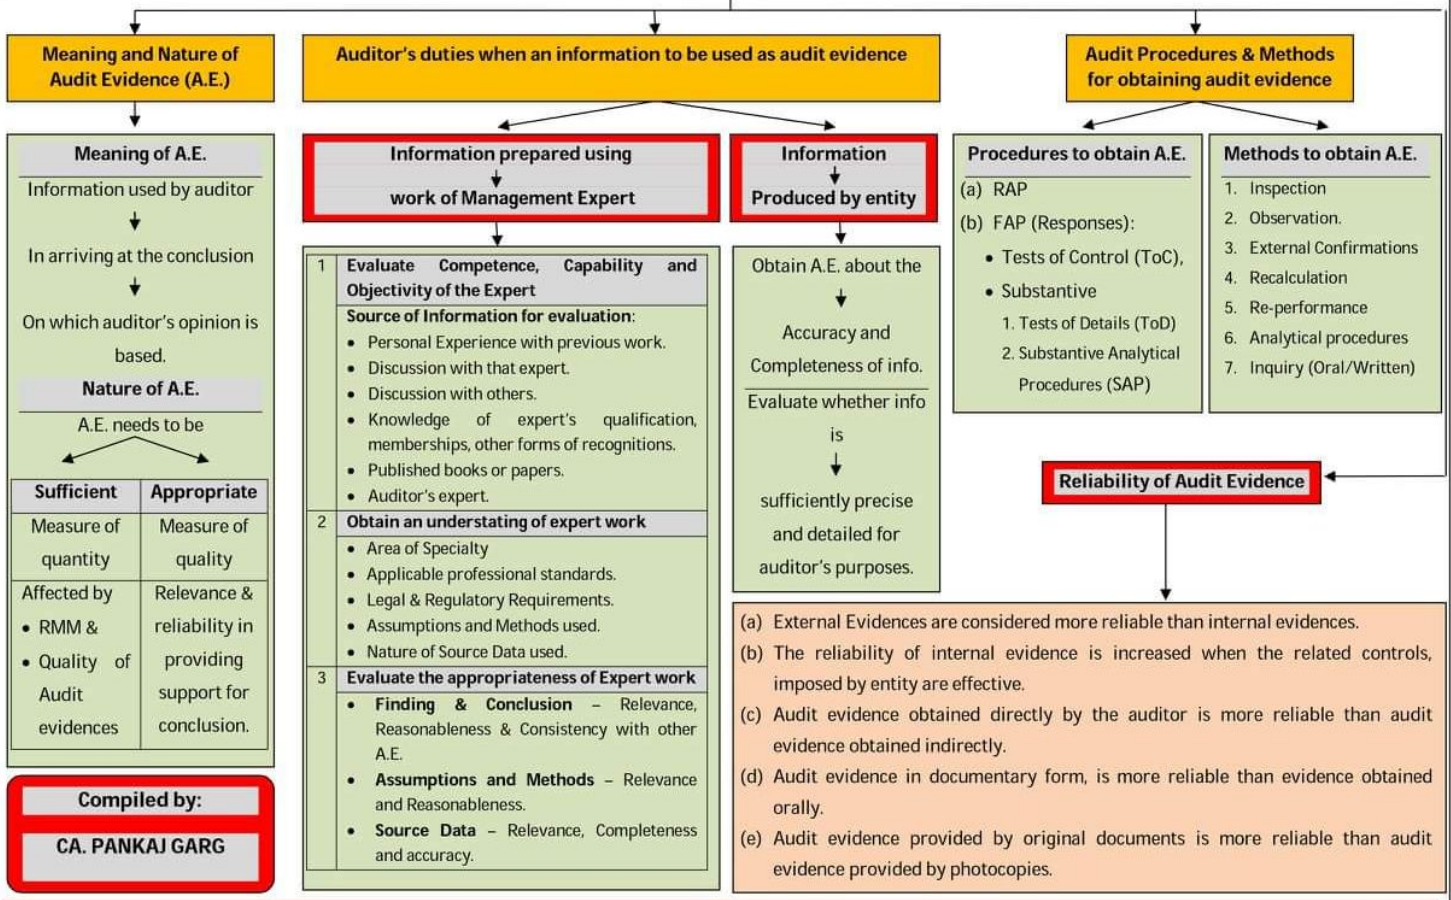 Meaning and Nature of
Audit Evidence (A.E.)
Meaning of A.E.
Information used by auditor
In arriving at the conclusion
On which auditor's opinion is
based.
Nature of A.E.
A.E. needs to be
Sufficient
Measure of
quantity
Affected by
• RMM &
• Quality of
Audit
evidences
Appropriate
Measure of
quality
Relevance &
reliability in
providing
support for
conclusion.
Compiled by:
CA. PANKAJ GARG
Auditor's duties when an information to be used as audit evidence
Information prepared using
work of Management Expert
1 Evaluate Competence, Capability and
Objectivity of the Expert
Source of Information for evaluation:
• Personal Experience with previous work.
• Discussion with that expert.
• Discussion with others.
• Knowledge of expert's qualification,
memberships, other forms of recognitions.
• Published books or papers.
• Auditor's expert.
2 Obtain an understating of expert work
• Area of Specialty
• Applicable professional standards.
• Legal & Regulatory Requirements.
• Assumptions and Methods used.
• Nature of Source Data used.
3 Evaluate the appropriateness of Expert work
• Finding & Conclusion – Relevance,
Reasonableness & Consistency with other
A.E.
• Assumptions and Methods – Relevance
and Reasonableness.
• Source Data – Relevance, Completeness
and accuracy.
Information
Produced by entity
Obtain A.E. about the
Accuracy and
Completeness of info.
Evaluate whether info
is
sufficiently precise
and detailed for
auditor's purposes.
Audit Procedures & Methods
for obtaining audit evidence
Procedures to obtain A.E.
(a) RAP
(b) FAP (Responses):
• Tests of Control (ToC),
• Substantive
1. Tests of Details (ToD)
2. Substantive Analytical
Procedures (SAP)
Methods to obtain A.E.
1. Inspection
2. Observation.
3. External Confirmations
4. Recalculation
5. Re-performance
6. Analytical procedures
7. Inquiry (Oral/Written)
Reliability of Audit Evidence
(a) External Evidences are considered more reliable than internal evidences.
(b) The reliability of internal evidence is increased when the related controls,
imposed by entity are effective.
(c) Audit evidence obtained directly by the auditor is more reliable than audit
evidence obtained indirectly.
(d) Audit evidence in documentary form, is more reliable than evidence obtained
orally.
(e) Audit evidence provided by original documents is more reliable than audit
evidence provided by photocopies.